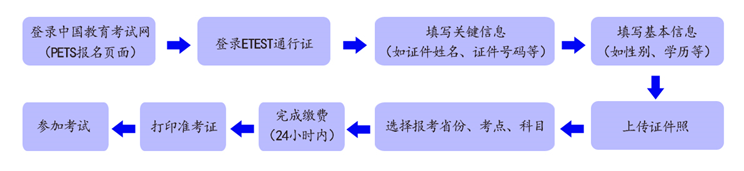 登录中国教育考试网
（PETS报名页面）
登录ETEST通行证
填写关键信息
（如证件姓名、证件号码等）
填写基本信息
（如性别、学历等）
上传证件照
选择报考省份、考点、科目
完成缴费
（24小时内）
打印准考证
参加考试